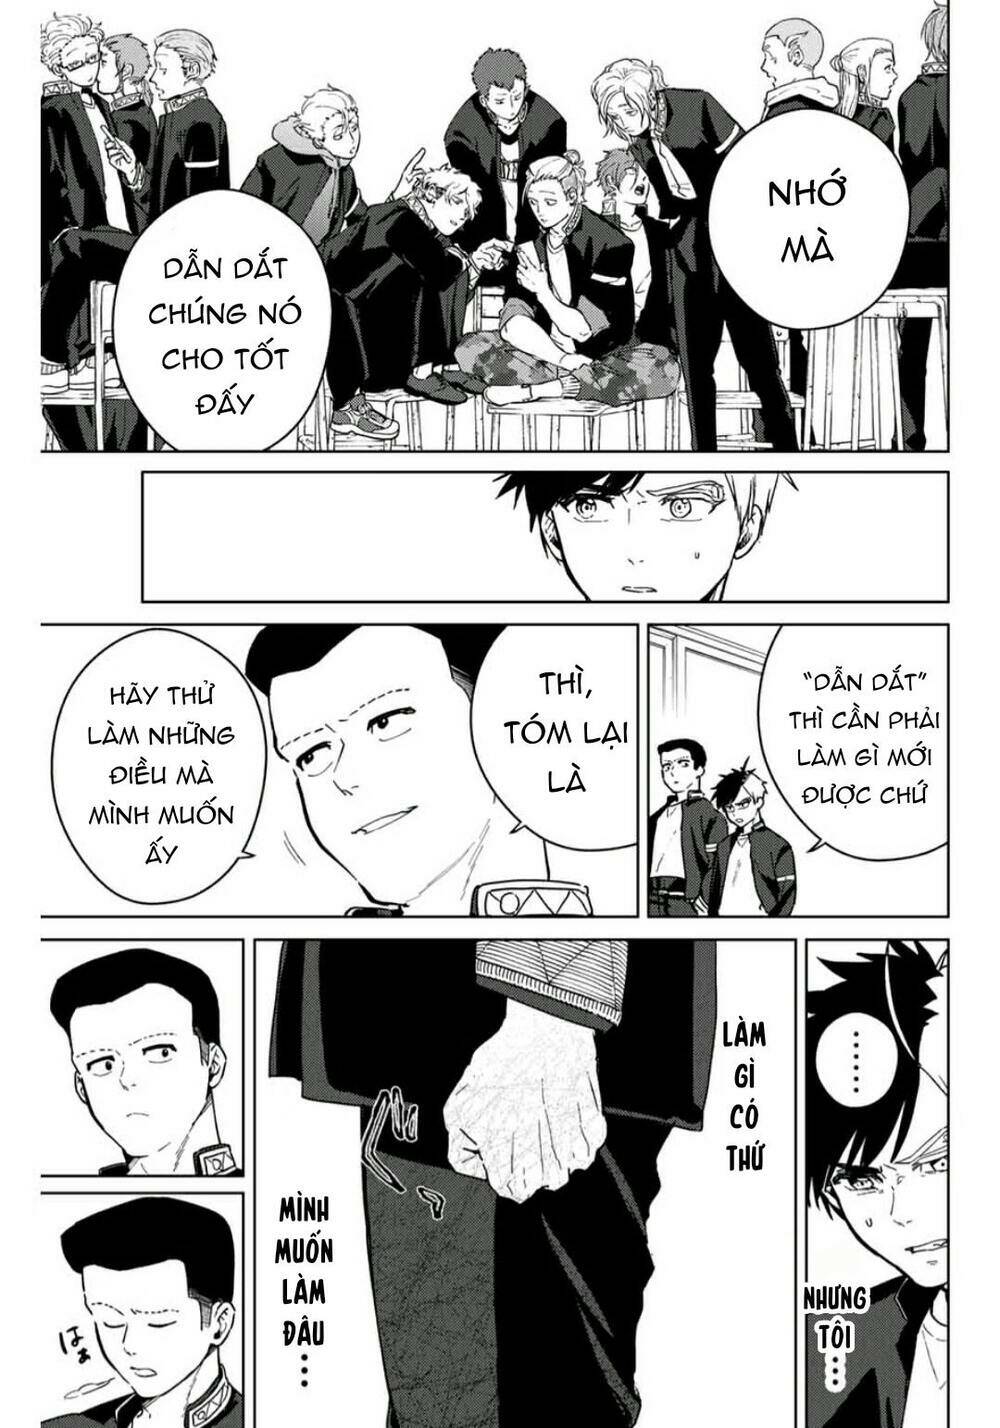 NHỚ
MÀ
DẪN DẮT
CHÚNG NÓ
CHO TỐT
ĐẤY
“DẪN DẮT”
THÌ CẦN PHẢI
LÀM GÌ MỚI
ĐƯỢC CHỨ
THÌ,
TÓM LẠI
LÀ
HÃY THỬ
LÀM NHỮNG
ĐIỀU MÀ
MÌNH MUỐN
ẤY
......
NHƯNG
TÔI
....
LÀM
GÌ
CÓ
THỨ
MÌNH
MUỐN
LÀM
ĐÂU
...
はぁ